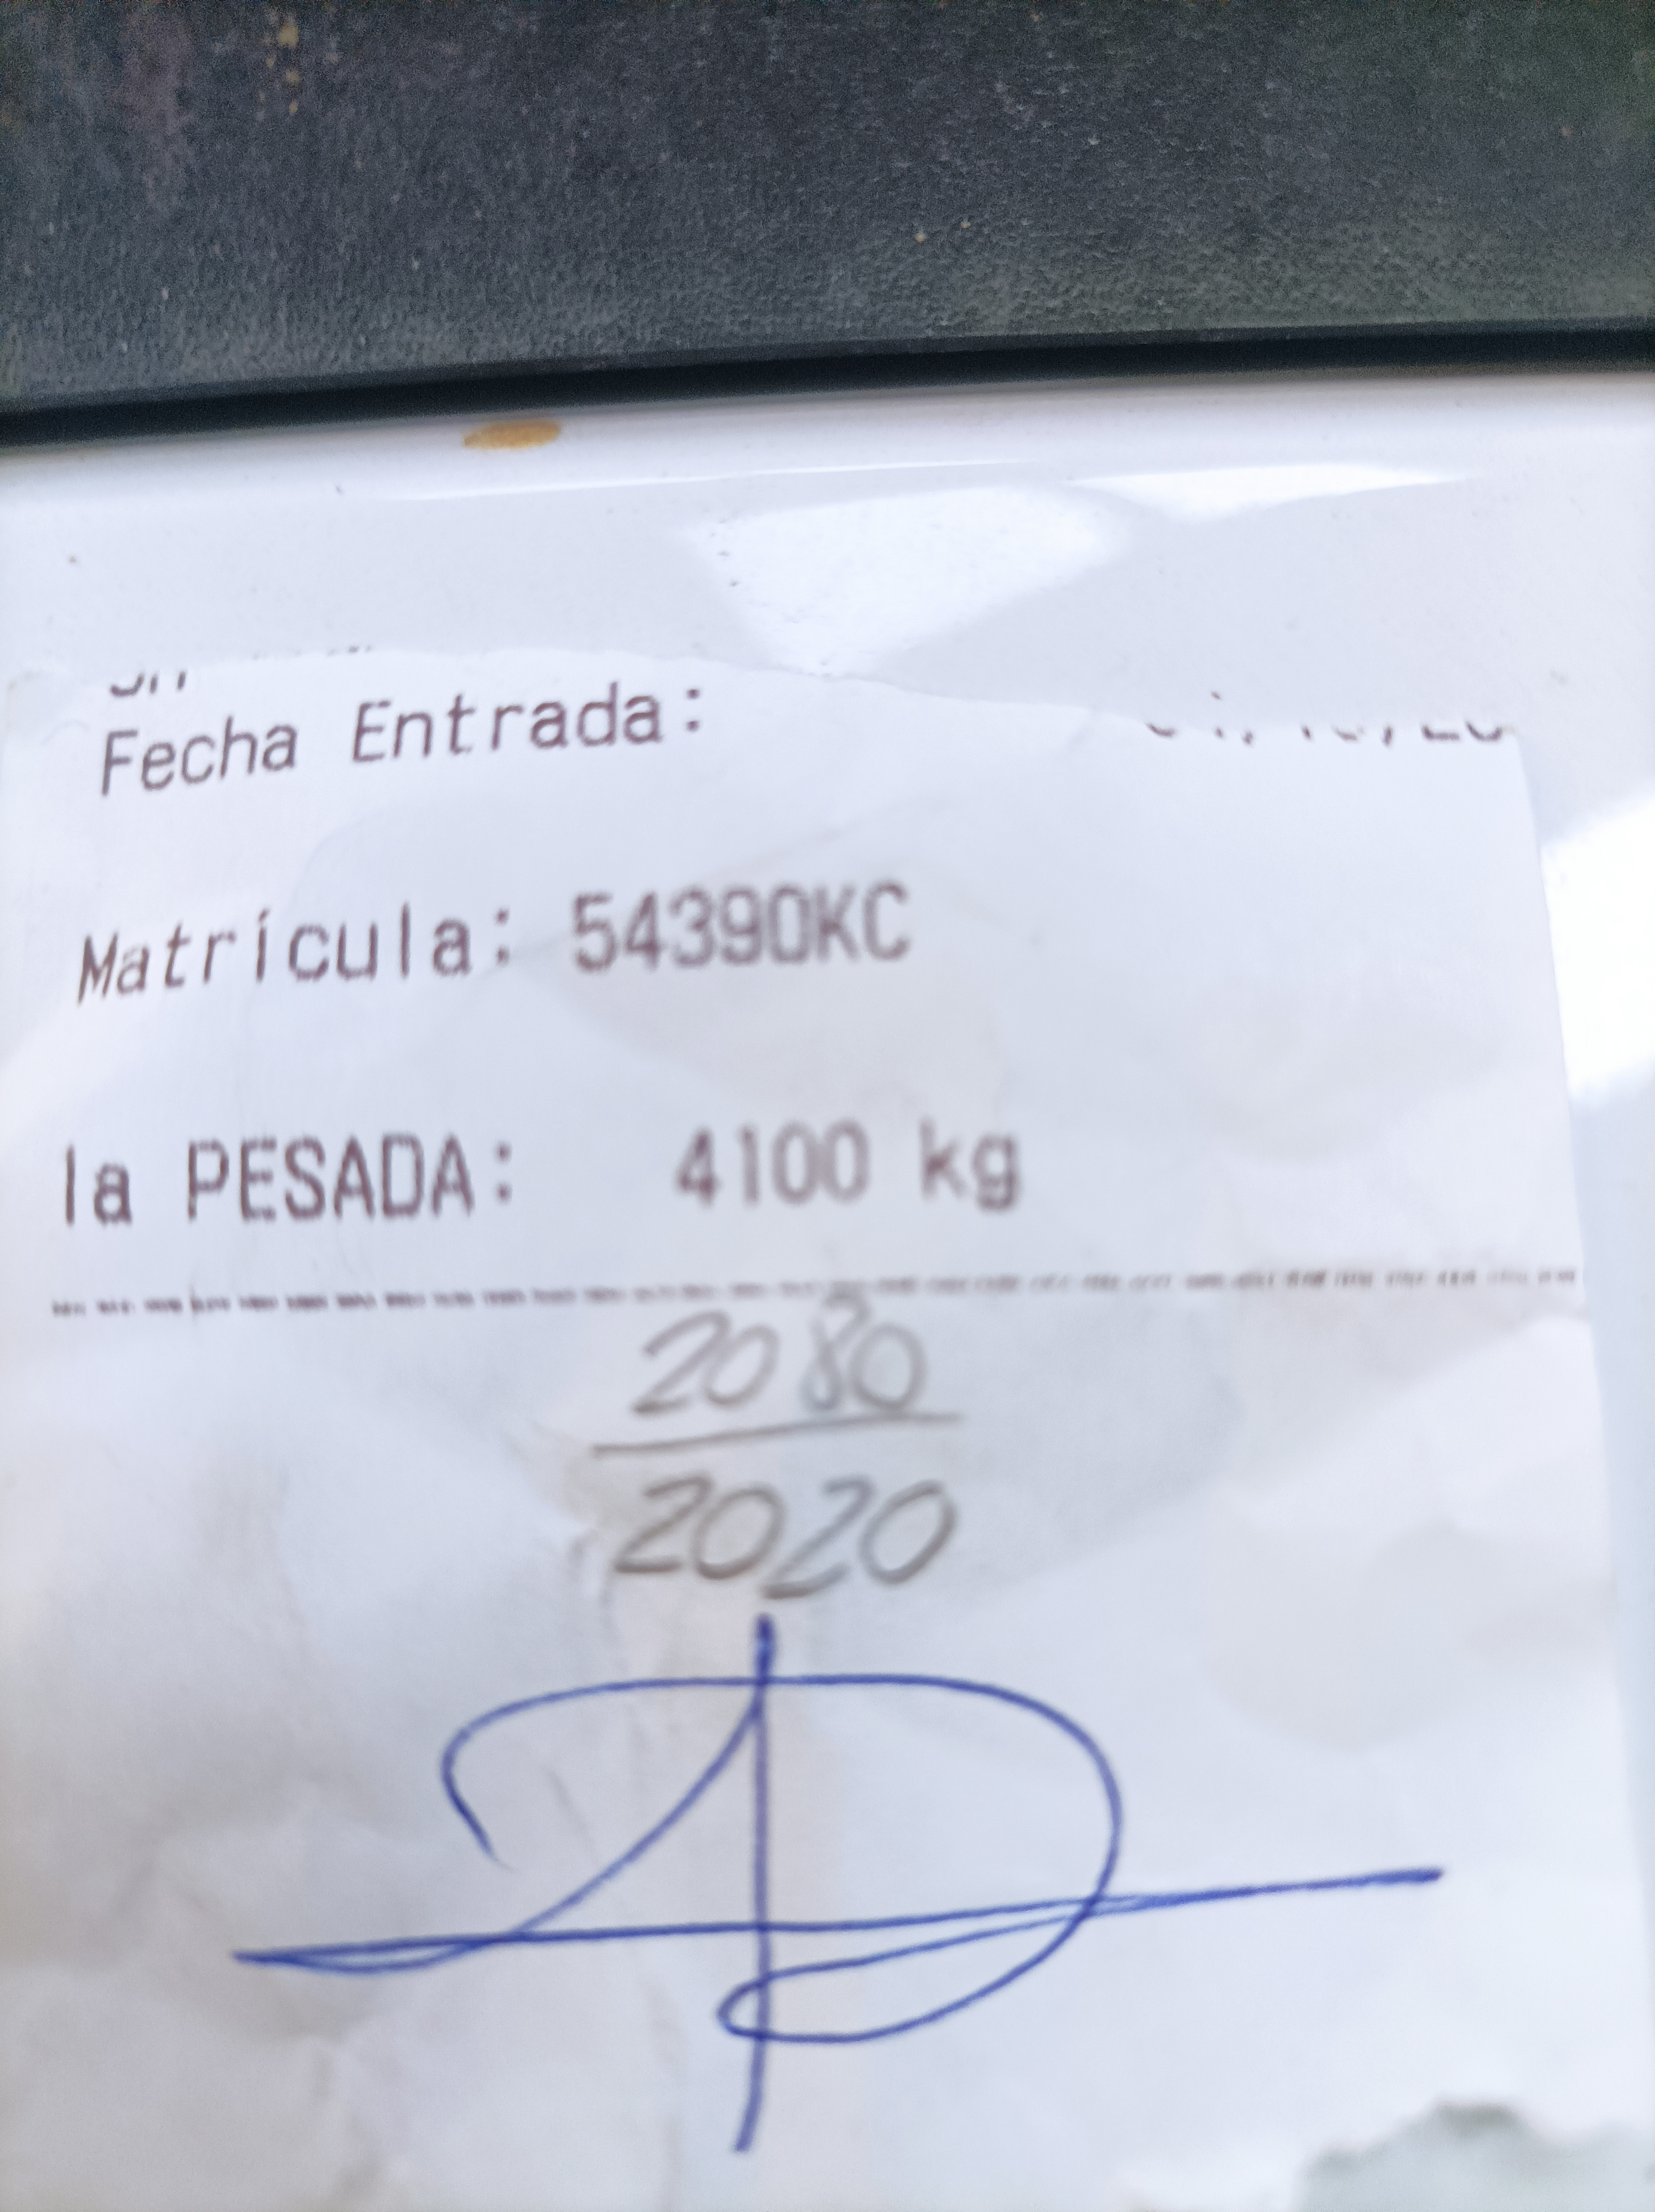 Fecha Entrada:
Matrícula: 54390KC
1a PESADA: 4100 kg
2080
2020